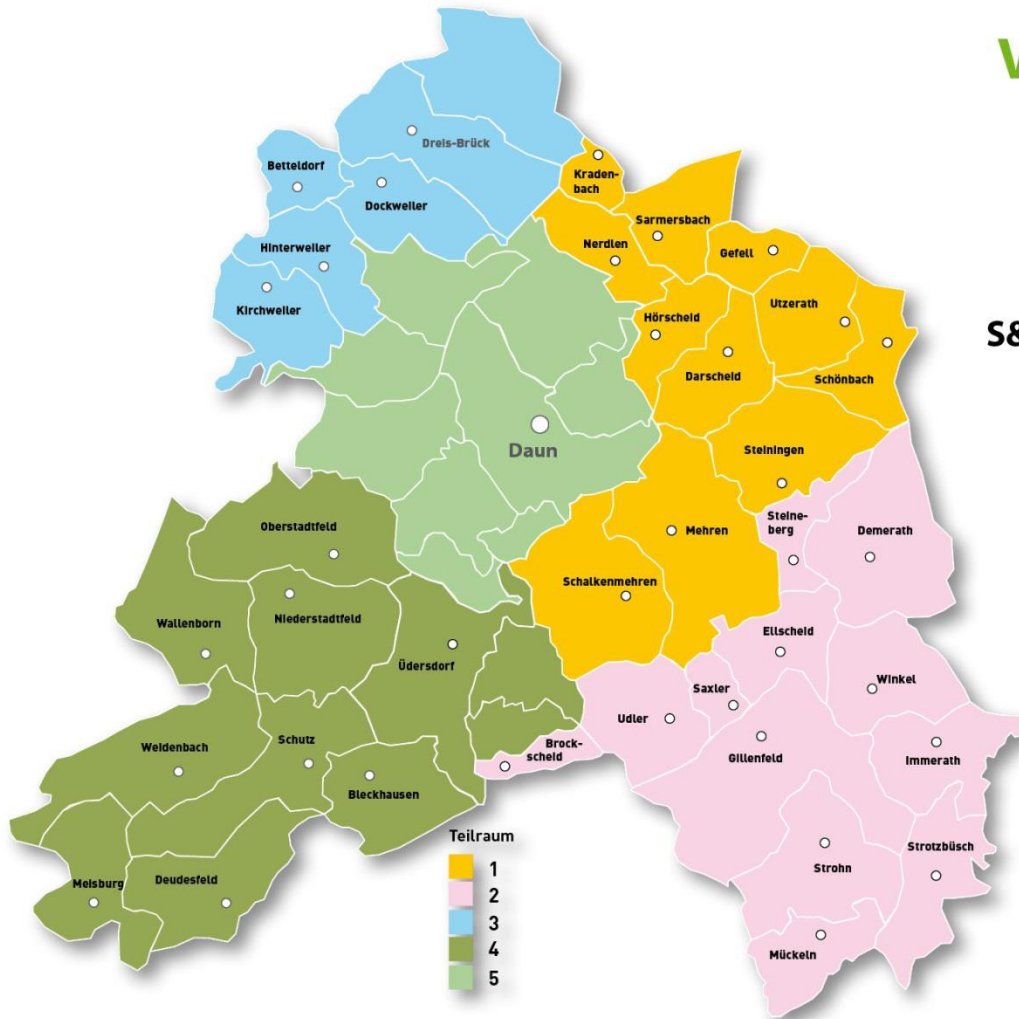 V
Dreis-Brück
Betteldorf
Dockweiler
Hinterweiler
Kirchweiler
Kraden-
bach
Sarmersbach
Nerdlen
Gefell
Utzerath
Hörscheid
Darscheid
Schönbach
S&
Daun
Steiningen
Steine-
berg
Demerath
Mehren
Schalkenmehren
Oberstadtfeld
Niederstadtfeld
Wallenborn
Üdersdorf
Ellscheid
Winkel
Saxler
Udler
Gillenfeld
Immerath
Weidenbach
Schutz
Brock-
scheid
Bleckhausen
Strohn
Strotzbüsch
Meisburg
Deudesfeld
Mückeln
Teilraum
1
2
3
4
5